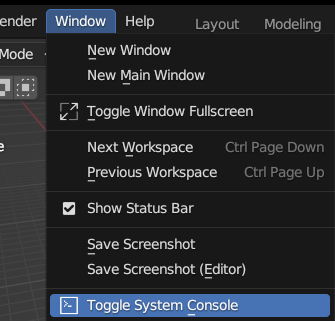 ender Window Help Layout Modeling
Mode
New Window
New Main Window
Toggle Window Fullscreen
Next Workspace Ctrl Page Down
Previous Workspace Ctrl Page Up
Show Status Bar
Save Screenshot
Save Screenshot (Editor)
Toggle System Console